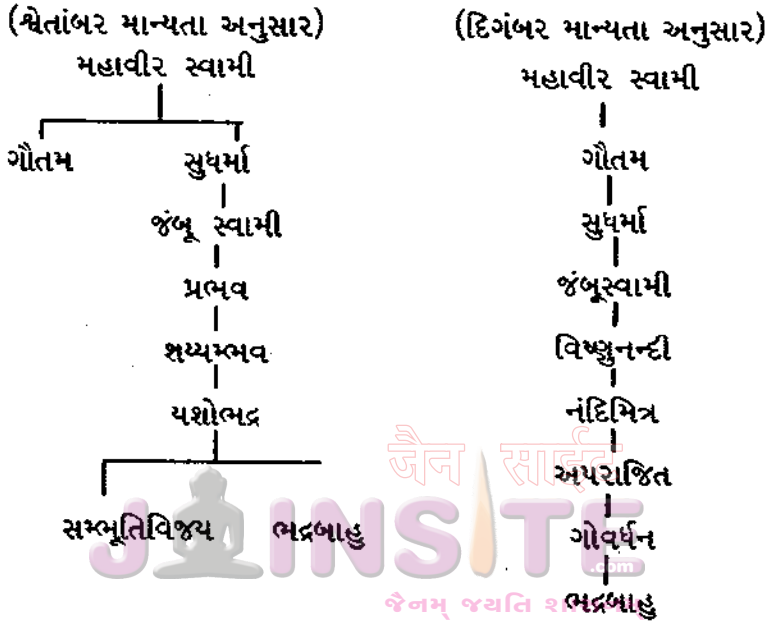 (શ્વેતાંબર માન્યતા અનુસાર)
મહાવીર સ્વામી
ગૌતમ સુધર્મા
જંબૂ સ્વામી
પ્રભવ
શય્યમ્ભવ
યશોભદ્ર
સમ્ભૂતિવિજય ભદ્રબાહુ
(દિગંબર માન્યતા અનુસાર)
મહાવીર સ્વામી
ગૌતમ
સુધર્મા
જંબૂસ્વામી
વિષ્ણુનન્દી
નંદિમિત્ર
અપરાજિત
ગોવર્ધન
ભદ્રબાહુ
जैन साईट
JAINSITE
.com
જૈનમ્ જયતિ